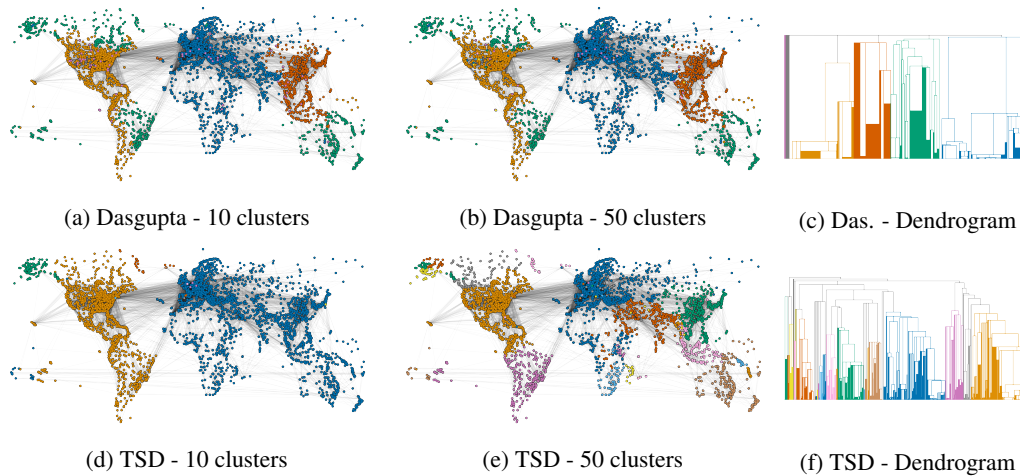 (a) Dasgupta - 10 clusters
(b) Dasgupta - 50 clusters
(c) Das. - Dendrogram
(d) TSD - 10 clusters
(e) TSD - 50 clusters
(f) TSD - Dendrogram